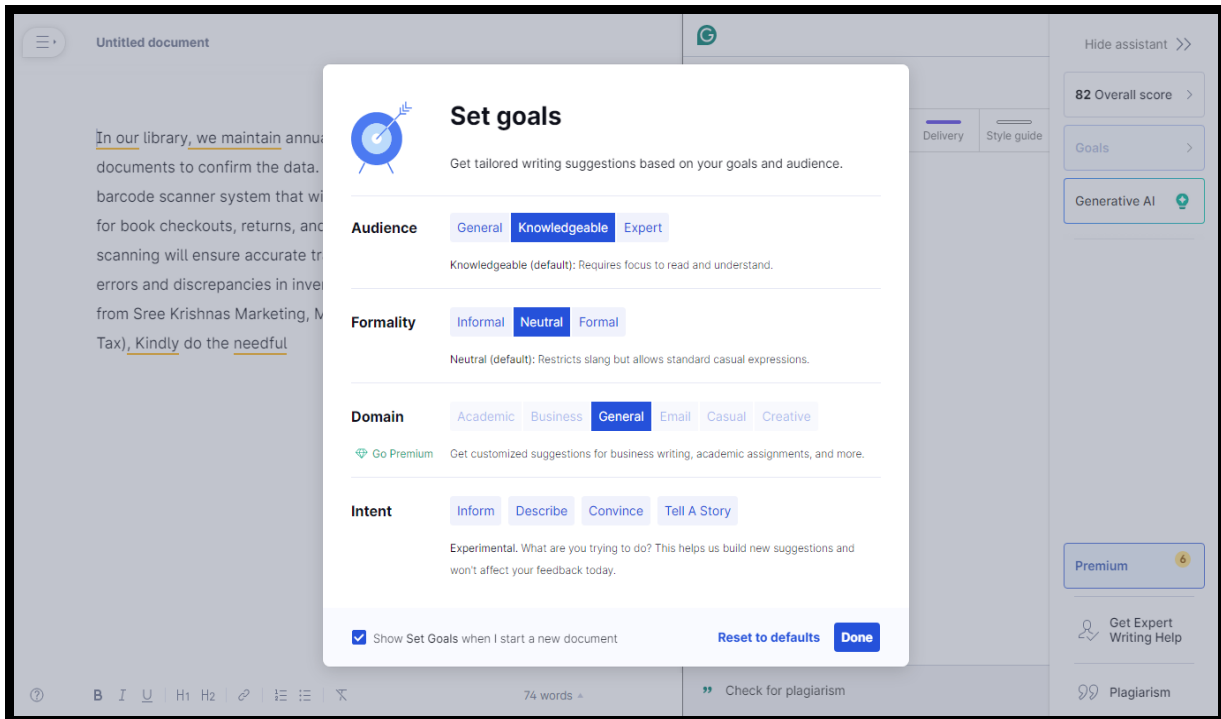 Untitled document
Hide assistant
Set goals
Get tailored writing suggestions based on your goals and audience.
82 Overall score
Delivery
Style guide
Goals
Generative AI
In our library, we maintain
documents to confirm the data.
barcode scanner system that
for book checkouts, returns,
scanning will ensure accurate
errors and discrepancies in
from Sree Krishnas Marketing,
Tax), Kindly do the needful
Audience
General
Knowledgeable
Expert
Knowledgeable (default): Requires focus to read and understand.
Formality
Informal
Neutral
Formal
Neutral (default): Restricts slang but allows standard casual expressions.
Domain
Academic
Business
General
Email
Casual
Creative
Go Premium
Get customized suggestions for business writing, academic assignments, and more.
Intent
Inform
Describe
Convince
Tell A Story
Experimental. What are you trying to do? This helps us build new suggestions and
won't affect your feedback today.
Show Set Goals when I start a new document
Reset to defaults
Done
Premium
6
Get Expert
Writing Help
B I U H1 H2
74 words
Check for plagiarism
Plagiarism